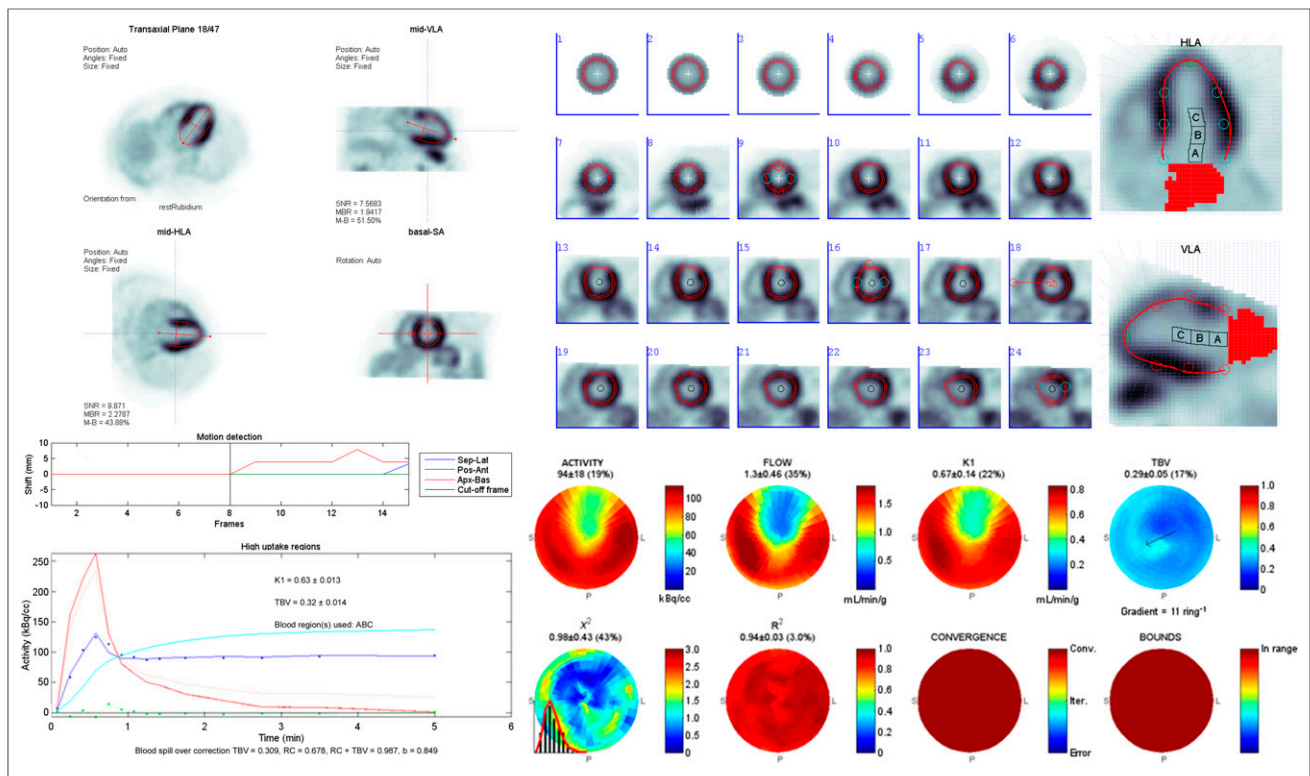 Transaxial Plane 18/47
Position: Auto
Angles: Fixed
Size: Fixed
Orientation from:
restRubidium
mid-VLA
Position: Auto
Angles: Fixed
Size: Fixed
SNR = 7.5883
MBR = 1.9417
M-B = 51.50%
mid-HLA
Position: Auto
Angles: Fixed
Size: Fixed
SNR = 9.871
MBR = 2.2787
M-B = 43.88%
basal-SA
Rotation: Auto
1 2 3 4 5 6
7 8 9 10 11 12
13 14 15 16 17 18
19 20 21 22 23 24
HLA
C
B
A
VLA
C B A
Motion detection
Shift (mm)
10
5
0
-5
-10
2 4 6 8 10 12 14
Frames
Sep-Lat
Pos-Ant
Apx-Bas
Cut-off frame
High uptake regions
Activity (kBq/cc)
250
200
150
100
50
0
K1 = 0.63 ± 0.013
TBV = 0.32 ± 0.014
Blood region(s) used: ABC
0 1 2 3 4 5 6
Time (min)
Blood spill over correction TBV = 0.309, RC = 0.678, RC + TBV = 0.987, b = 0.849
ACTIVITY
94±18 (19%)
S
P
100
80
60
40
20
0
kBq/cc
FLOW
1.3±0.46 (35%)
S L
P
1.5
1
0.5
0
mL/min/g
K1
0.67±0.14 (22%)
S L
P
0.8
0.6
0.4
0.2
0
mL/min/g
TBV
0.29±0.05 (17%)
S L
P
1.0
0.8
0.6
0.4
0.2
0
Gradient = 11 ring⁻¹
X²
0.98±0.43 (43%)
P
3.0
2.5
2.0
1.5
1.0
0.5
0
R²
0.94±0.03 (3.0%)
S L
P
1.0
0.8
0.6
0.4
0.2
0
CONVERGENCE
S L
P
Conv.
Iter.
Error
BOUNDS
S L
P
In range